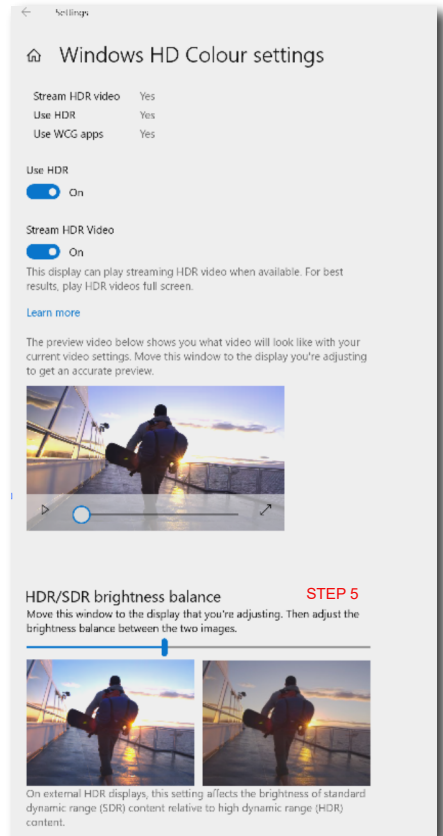 Settings
Windows HD Colour settings
Stream HDR video Yes
Use HDR Yes
Use WCG apps Yes
Use HDR
On
Stream HDR Video
On
This display can play streaming HDR video when available. For best
results, play HDR videos full screen.
Learn more
The preview video below shows you what video will look like with your
current video settings. Move this window to the display you're adjusting
to get an accurate preview.
HDR/SDR brightness balance STEP 5
Move this window to the display that you're adjusting. Then adjust the
brightness balance between the two images.
On external HDR displays, this setting affects the brightness of standard
dynamic range (SDR) content relative to high dynamic range (HDR)
content.